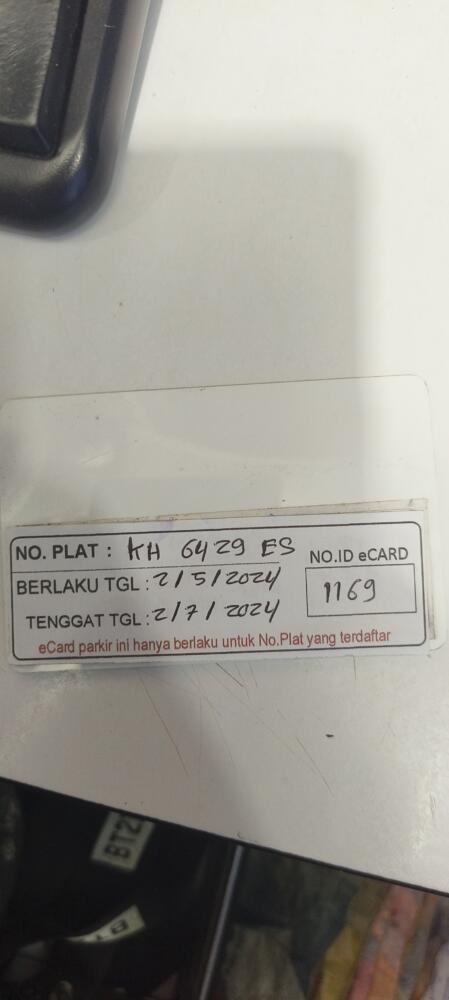 NO. PLAT : KH 6429 ES
NO.ID eCARD
BERLAKU TGL : 2/5/2024
1169
TENGGAT TGL : 2/7/2024
eCard parkir ini hanya berlaku untuk No.Plat yang terdaftar
BT2